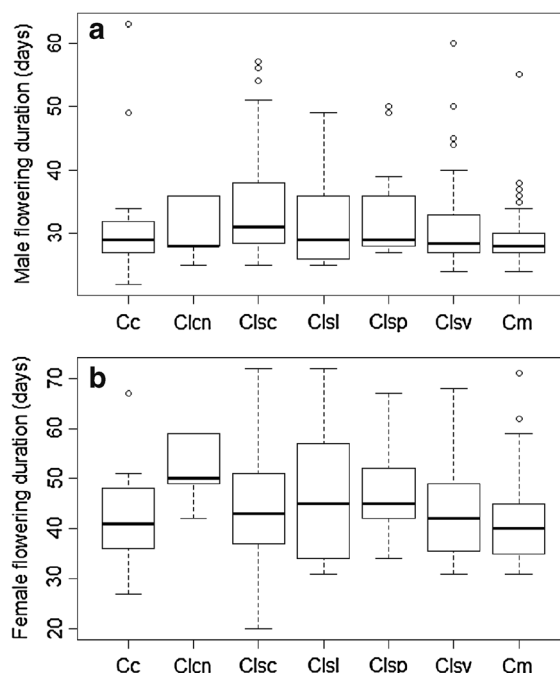 a
Male flowering duration (days)
60
50
40
30
Cc Clcn Clsc Clsl Clsp Clsv Cm
b
Female flowering duration (days)
70
60
50
40
30
20
Cc Clcn Clsc Clsl Clsp Clsv Cm